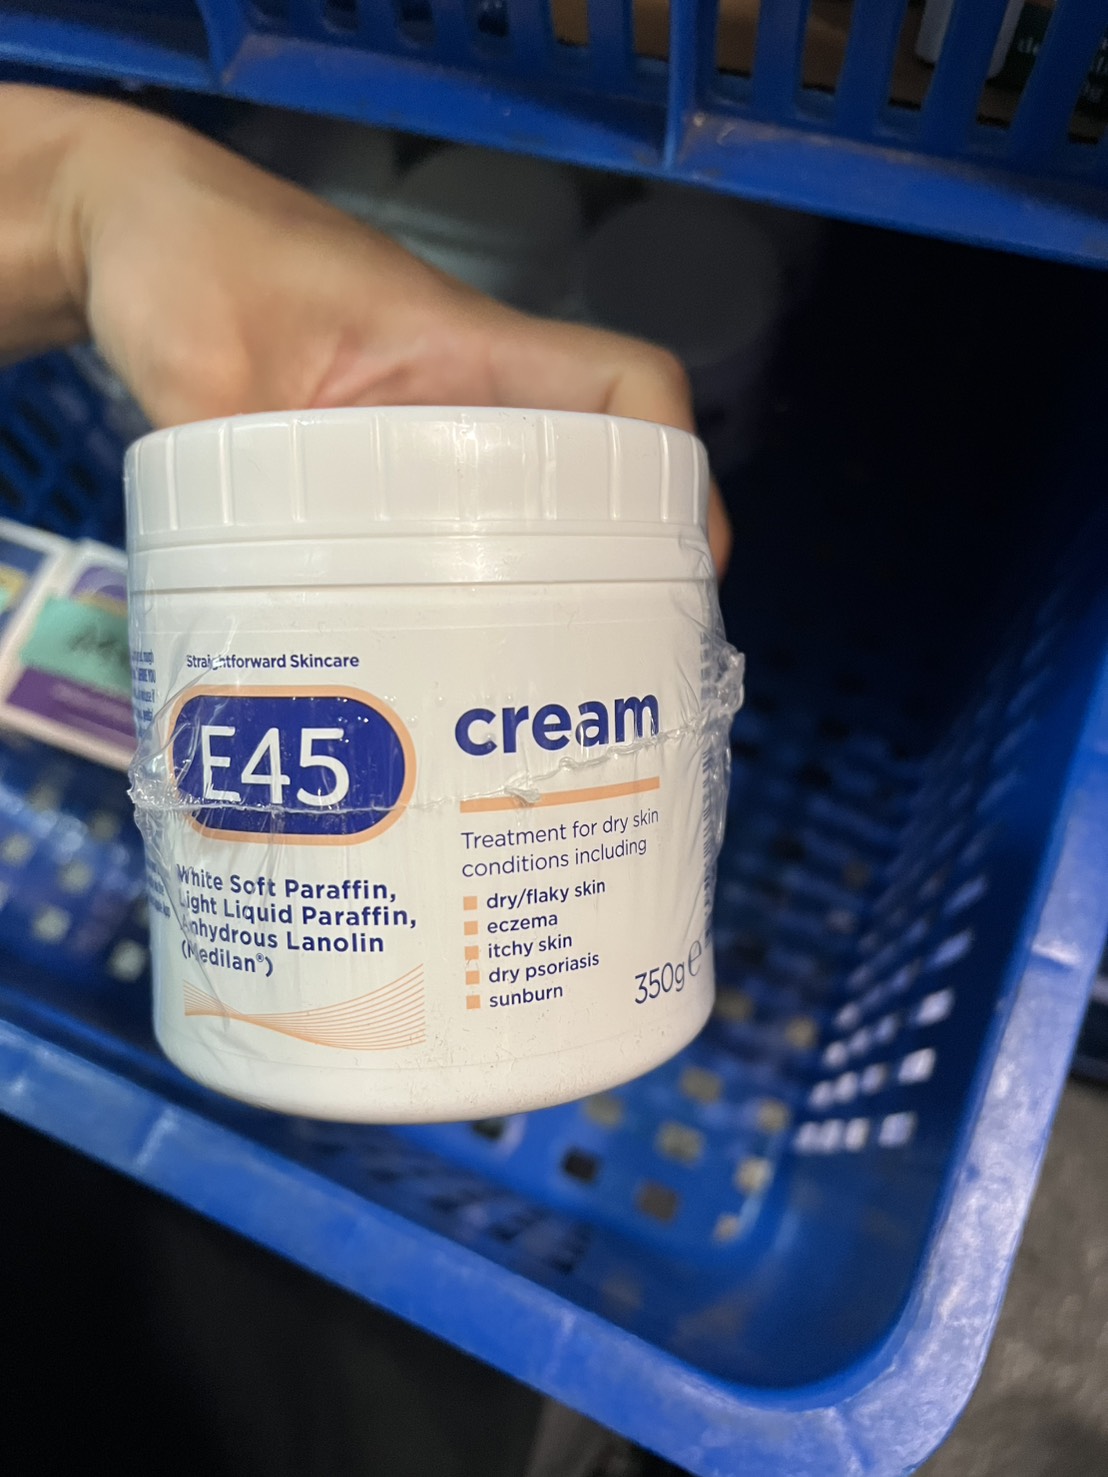 Straightforward Skincare
E45
cream
White Soft Paraffin,
Light Liquid Paraffin,
Anhydrous Lanolin
(Medilan®)
Treatment for dry skin
conditions including
dry/flaky skin
eczema
itchy skin
dry psoriasis
sunburn
350g e